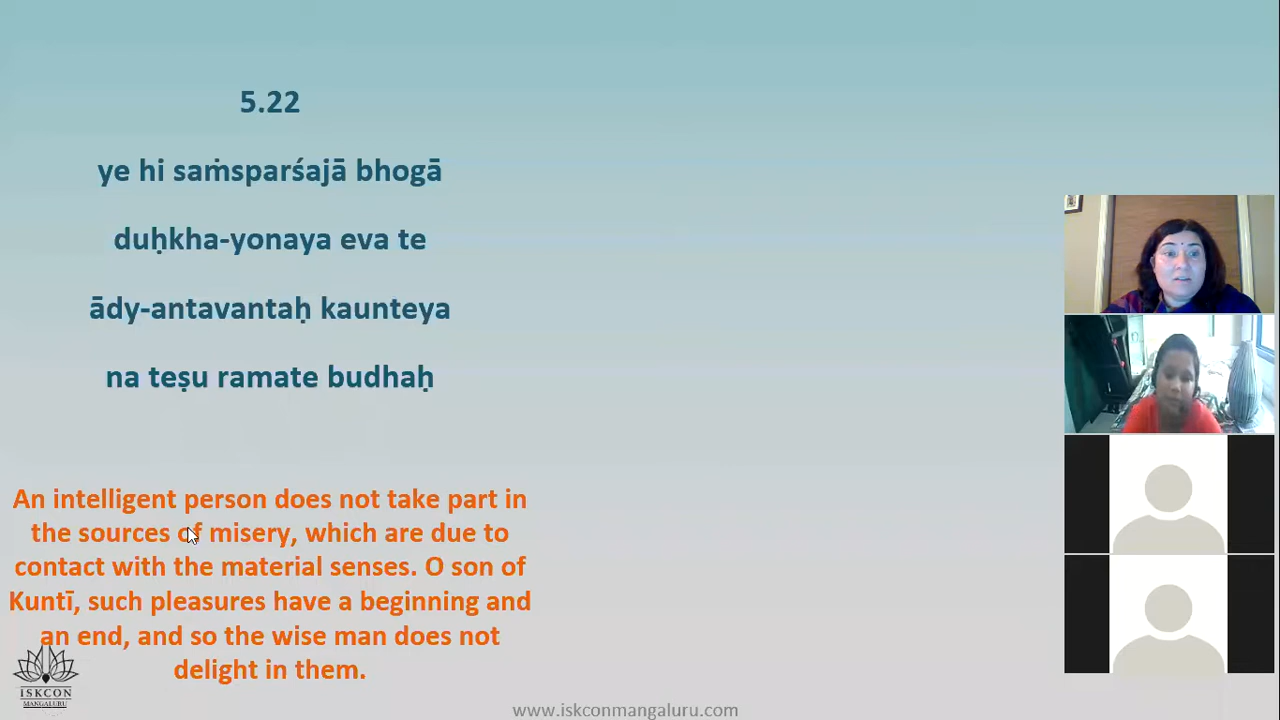 5.22
ye hi saṁsparśajā bhogā
duḥkha-yonaya eva te
ādy-antavantaḥ kaunteya
na teṣu ramate budhaḥ
An intelligent person does not take part in
the sources of misery, which are due to
contact with the material senses. O son of
Kuntī, such pleasures have a beginning and
an end, and so the wise man does not
delight in them.
ISKCON
MANGALURU
www.iskconmangaluru.com